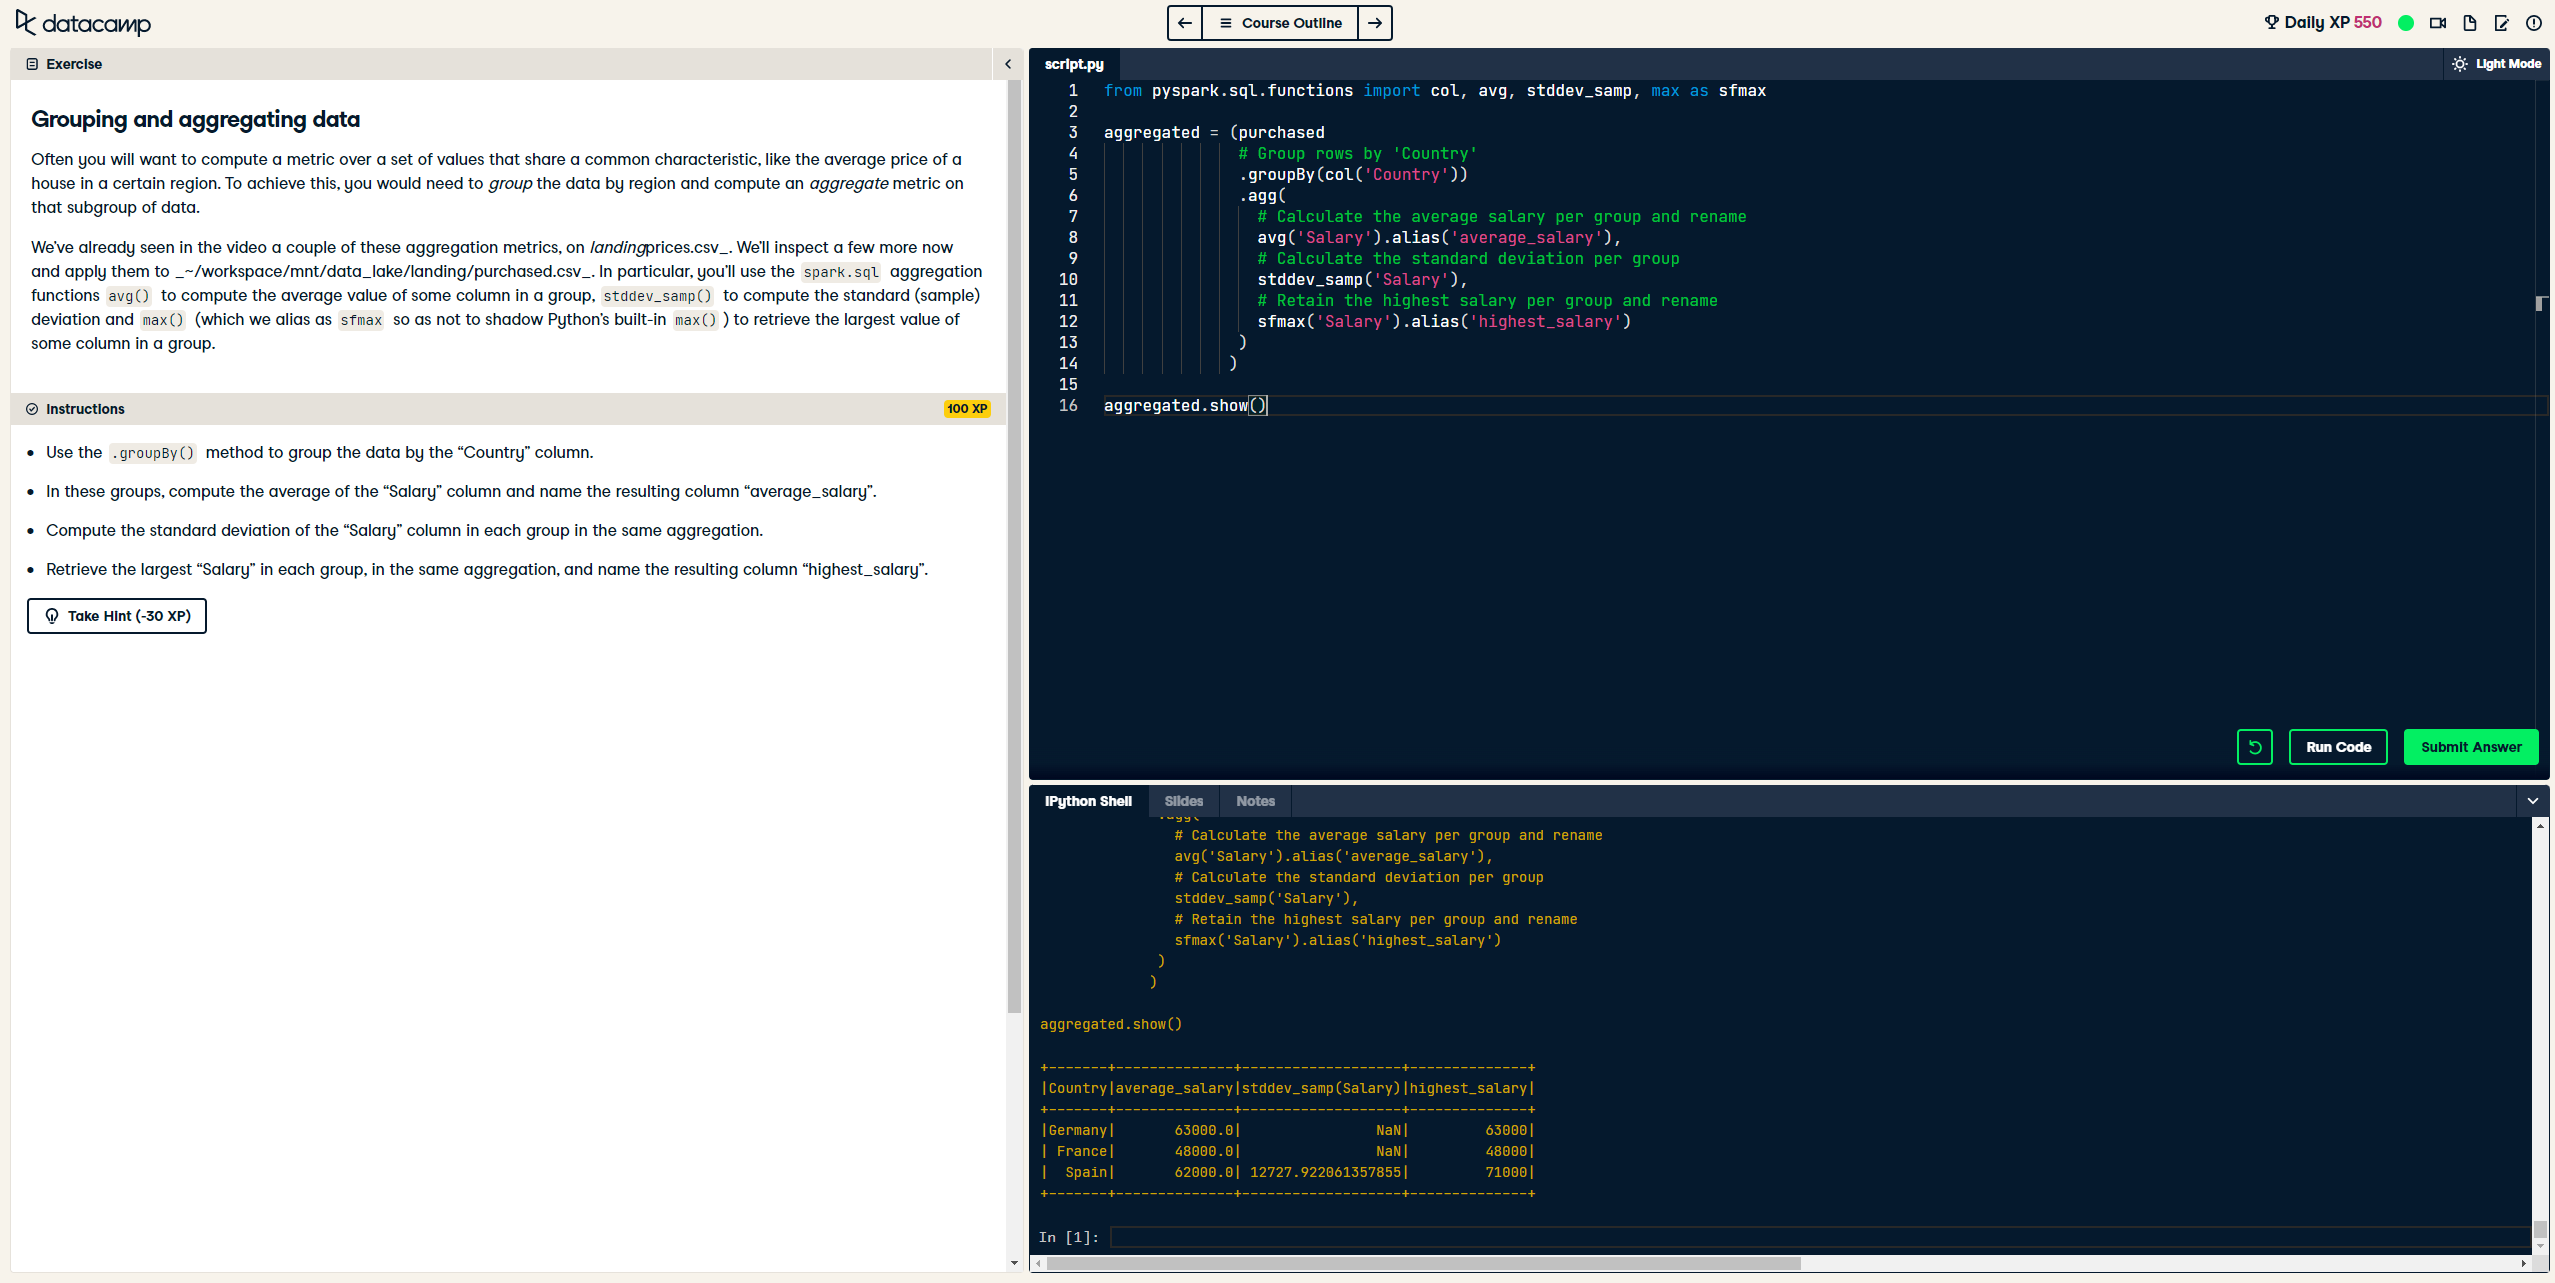 datacamp
Course Outline
Daily XP 550
Exercise
Grouping and aggregating data
Often you will want to compute a metric over a set of values that share a common characteristic, like the average price of a
house in a certain region. To achieve this, you would need to group the data by region and compute an aggregate metric on
that subgroup of data.
We've already seen in the video a couple of these aggregation metrics, on landingprices.csv_. We'll inspect a few more now
and apply them to _~/workspace/mnt/data_lake/landing/purchased.csv_. In particular, you'll use the spark.sql aggregation
functions avg() to compute the average value of some column in a group, stddev_samp() to compute the standard (sample)
deviation and max() (which we alias as sfmax so as not to shadow Python's built-in max() ) to retrieve the largest value of
some column in a group.
Instructions
100 XP
• Use the .groupBy() method to group the data by the “Country” column.
• In these groups, compute the average of the “Salary” column and name the resulting column “average_salary”.
• Compute the standard deviation of the “Salary” column in each group in the same aggregation.
• Retrieve the largest “Salary” in each group, in the same aggregation, and name the resulting column “highest_salary”.
Take Hint (-30 XP)
script.py
Light Mode
1 from pyspark.sql.functions import col, avg, stddev_samp, max as sfmax
2
3 aggregated = (purchased
4 # Group rows by 'Country'
5 .groupBy(col('Country'))
6 .agg(
7 # Calculate the average salary per group and rename
8 avg('Salary').alias('average_salary'),
9 # Calculate the standard deviation per group
10 stddev_samp('Salary'),
11 # Retain the highest salary per group and rename
12 sfmax('Salary').alias('highest_salary')
13 )
14 )
15
16 aggregated.show()
Run Code
Submit Answer
IPython Shell Slides Notes
.agg(
# Calculate the average salary per group and rename
avg('Salary').alias('average_salary'),
# Calculate the standard deviation per group
stddev_samp('Salary'),
# Retain the highest salary per group and rename
sfmax('Salary').alias('highest_salary')
)
)
aggregated.show()
+-------+--------------+-------------------+--------------+
|Country|average_salary|stddev_samp(Salary)|highest_salary|
+-------+--------------+-------------------+--------------+
|Germany|       63000.0|                NaN|         63000|
| France|       48000.0|                NaN|         48000|
|  Spain|       62000.0| 12727.922061357855|         71000|
+-------+--------------+-------------------+--------------+
In [1]: